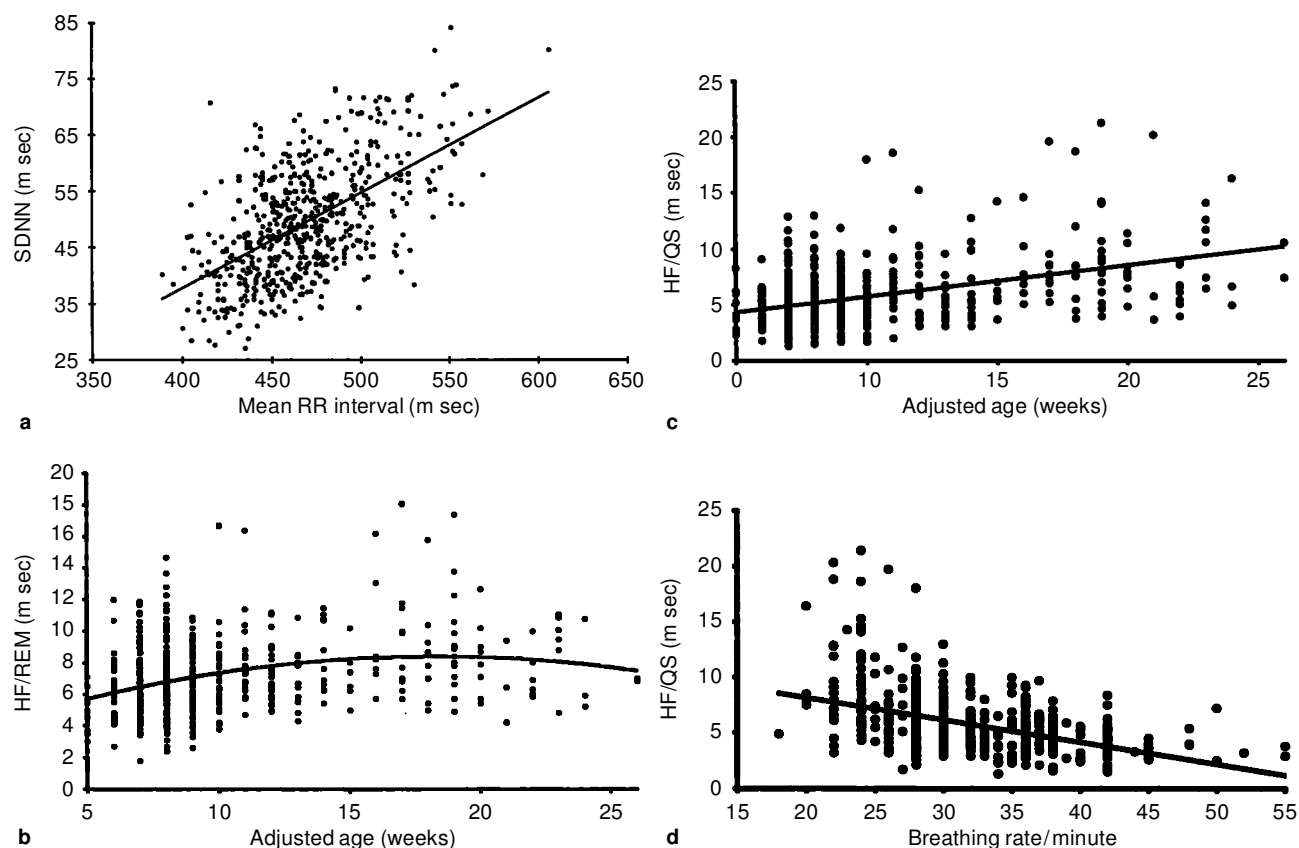 a
85
75
65
55
45
35
25
350 400 450 500 550 600 650
SDNN (m sec)
Mean RR interval (m sec)
b
20
15
16
14
12
10
8
6
4
2
0
5 10 15 20 25
HF/REM (m sec)
Adjusted age (weeks)
c
25
20
15
10
5
0
0 10 15 20 25
HF/QS (m sec)
Adjusted age (weeks)
d
25
20
15
10
5
0
15 20 25 30 35 40 45 50 55
HF/QS (m sec)
Breathing rate/minute